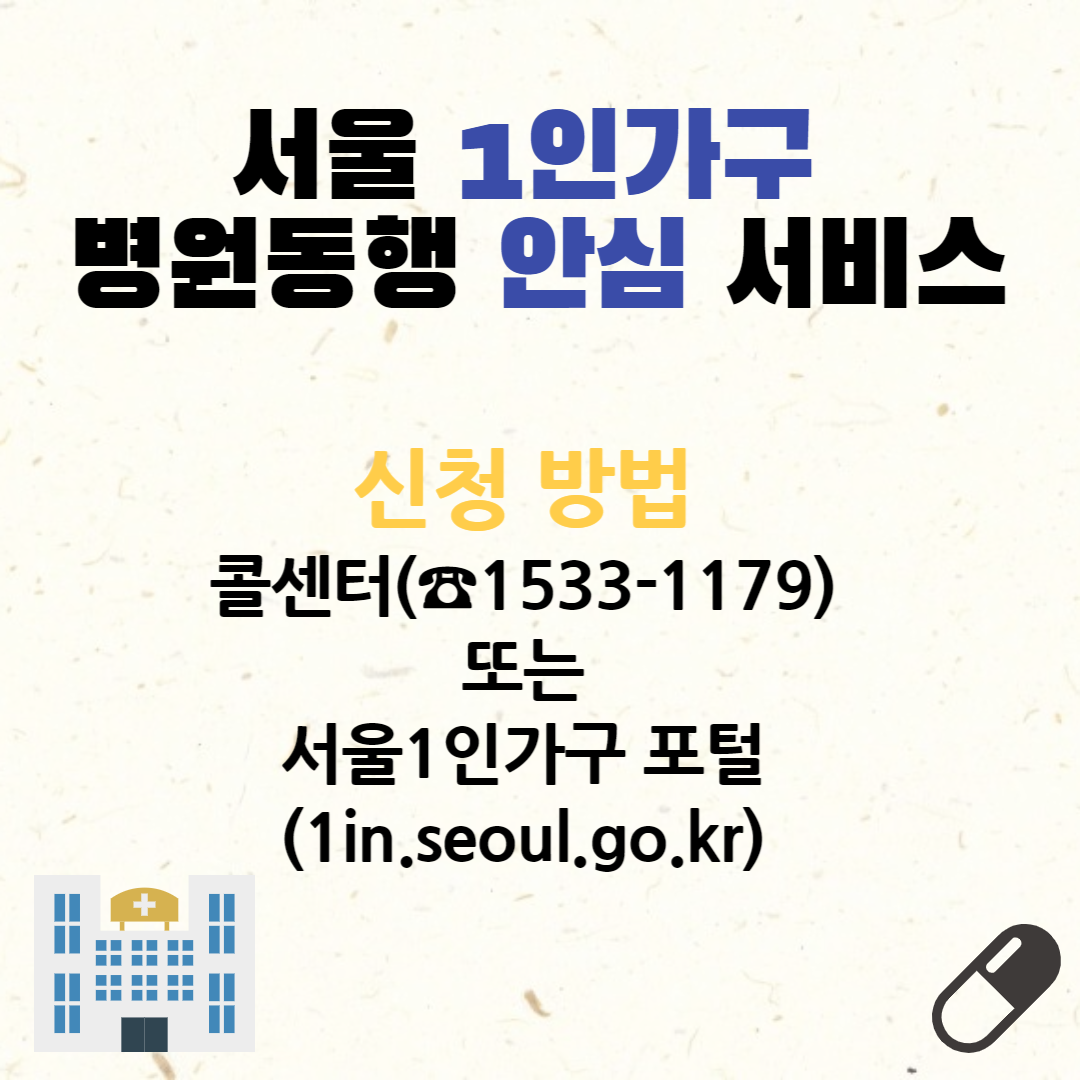 서울 1인가구
병원동행 안심 서비스
신청 방법
콜센터(☎1533-1179)
또는
서울1인가구 포털
(1in.seoul.go.kr)